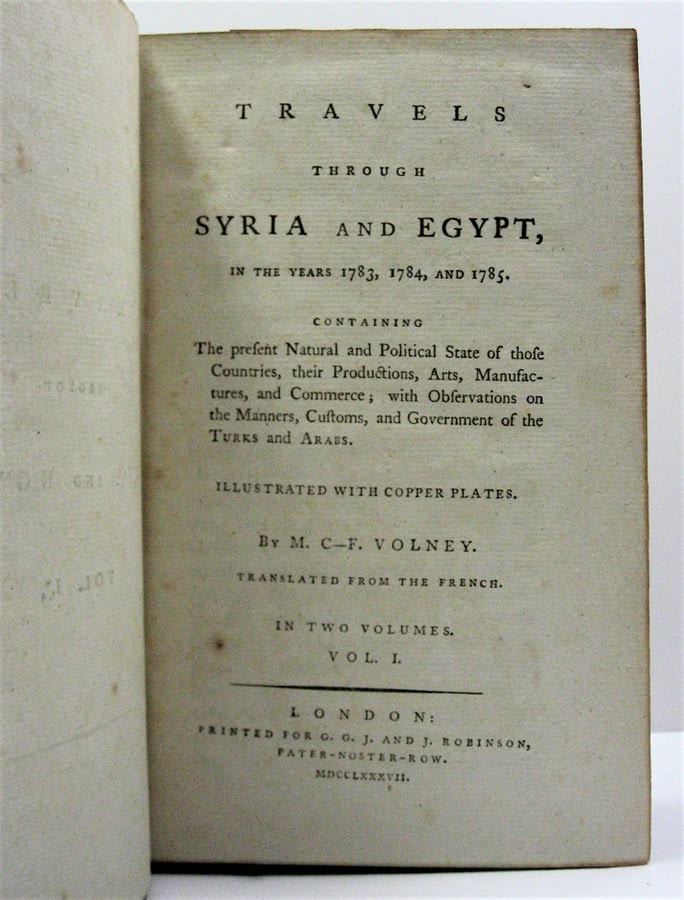 TRAVELS
THROUGH
SYRIA AND EGYPT,
IN THE YEARS 1783, 1784, AND 1785.
CONTAINING
The preſent Natural and Political State of thoſe
Countries, their Productions, Arts, Manufac-
tures, and Commerce; with Obſervations on
the Manners, Cuſtoms, and Government of the
TURKS and ARABS.
ILLUSTRATED WITH COPPER PLATES.
BY M. C—F. VOLNEY.
TRANSLATED FROM THE FRENCH.
IN TWO VOLUMES.
VOL. I.
LONDON:
PRINTED FOR G. G. J. AND J. ROBINSON,
PATER-NOSTER-ROW.
MDCCLXXXVII.